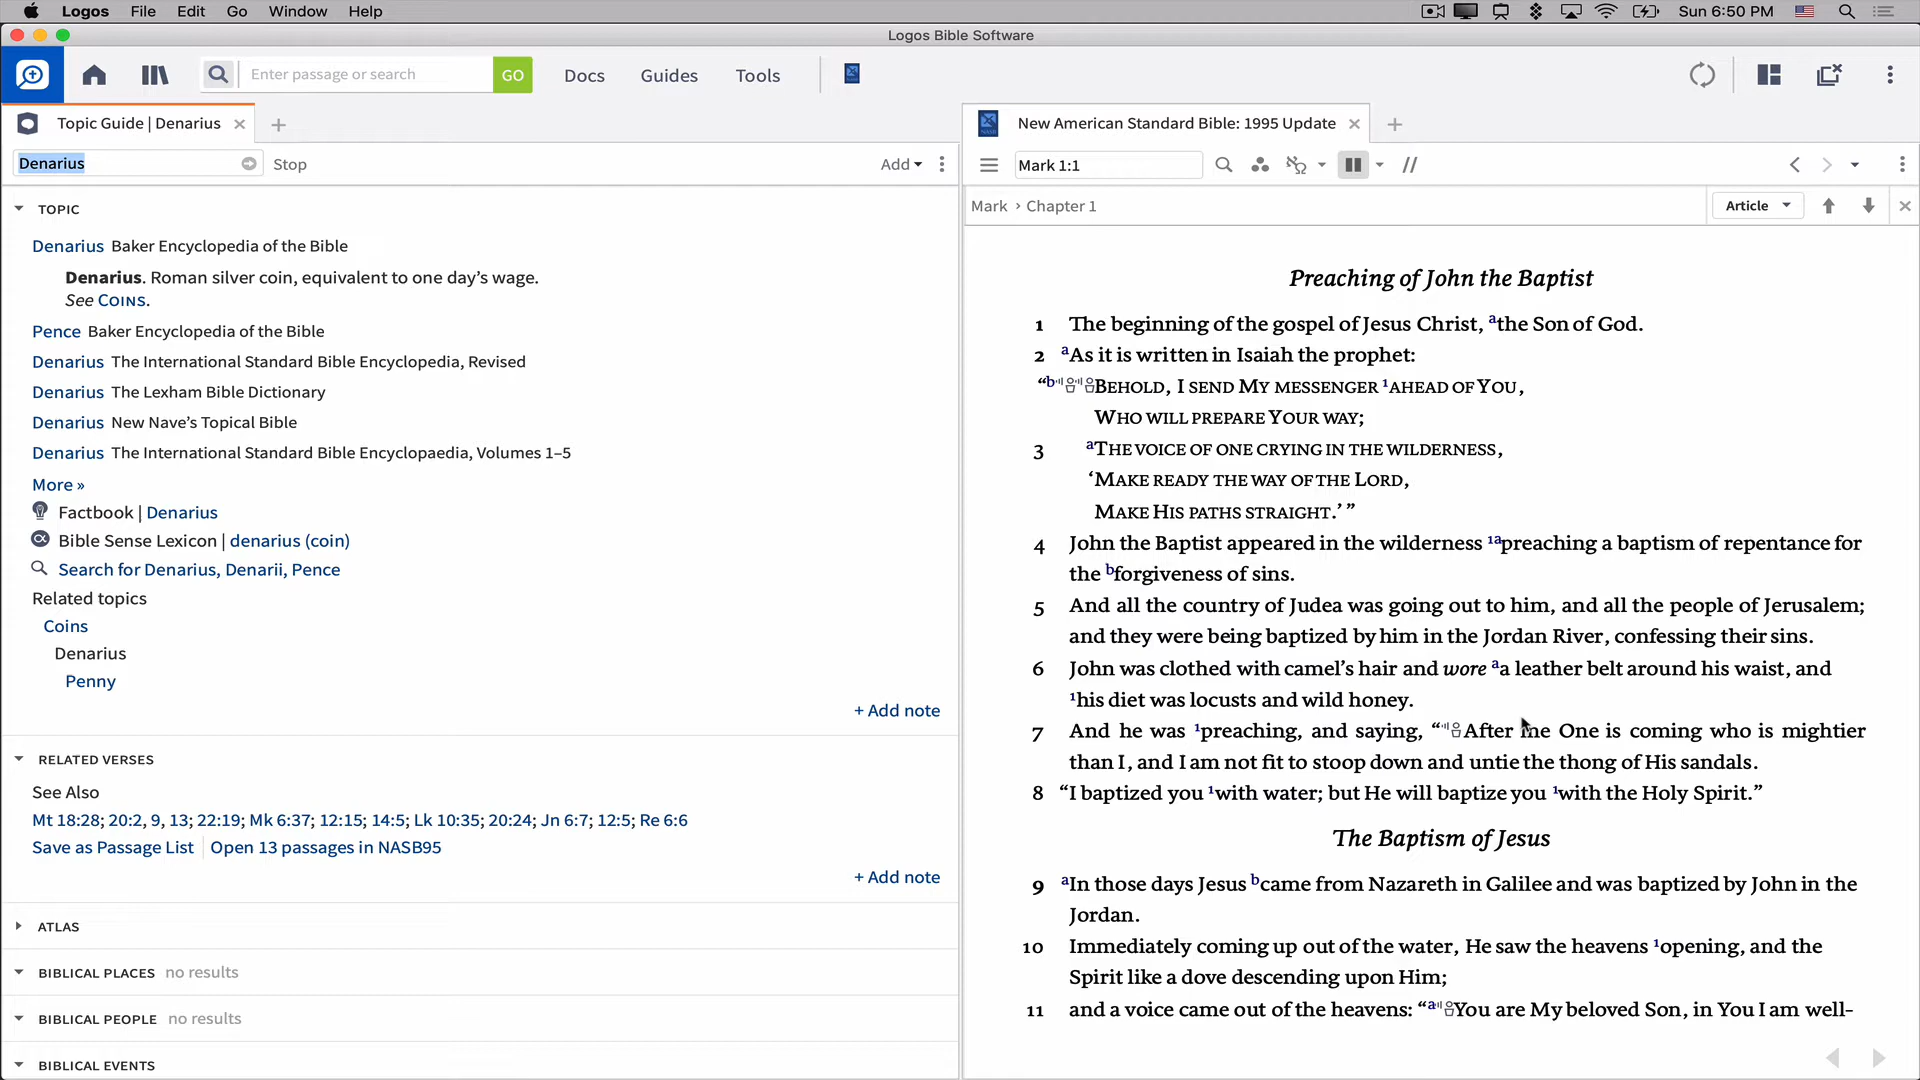 Logos File Edit Go Window Help Sun 6:50 PM
Logos Bible Software
Enter passage or search GO Docs Guides Tools
Topic Guide | Denarius
Denarius Stop Add
TOPIC
Denarius Baker Encyclopedia of the Bible
Denarius. Roman silver coin, equivalent to one day’s wage.
See COINS.
Pence Baker Encyclopedia of the Bible
Denarius The International Standard Bible Encyclopedia, Revised
Denarius The Lexham Bible Dictionary
Denarius New Nave’s Topical Bible
Denarius The International Standard Bible Encyclopaedia, Volumes 1–5
More »
Factbook | Denarius
Bible Sense Lexicon | denarius (coin)
Search for Denarius, Denarii, Pence
Related topics
Coins
Denarius
Penny
+ Add note
RELATED VERSES
See Also
Mt 18:28; 20:2, 9, 13; 22:19; Mk 6:37; 12:15; 14:5; Lk 10:35; 20:24; Jn 6:7; 12:5; Re 6:6
Save as Passage List | Open 13 passages in NASB95
+ Add note
ATLAS
BIBLICAL PLACES no results
BIBLICAL PEOPLE no results
BIBLICAL EVENTS
New American Standard Bible: 1995 Update
Mark 1:1
Mark › Chapter 1 Article
Preaching of John the Baptist
1 The beginning of the gospel of Jesus Christ, a the Son of God.
2 a As it is written in Isaiah the prophet:
“b BEHOLD, I SEND MY MESSENGER 1 AHEAD OF YOU,
WHO WILL PREPARE YOUR WAY;
3 a THE VOICE OF ONE CRYING IN THE WILDERNESS,
‘MAKE READY THE WAY OF THE LORD,
MAKE HIS PATHS STRAIGHT.’ ”
4 John the Baptist appeared in the wilderness 1a preaching a baptism of repentance for
the b forgiveness of sins.
5 And all the country of Judea was going out to him, and all the people of Jerusalem;
and they were being baptized by him in the Jordan River, confessing their sins.
6 John was clothed with camel’s hair and wore a a leather belt around his waist, and
1 his diet was locusts and wild honey.
7 And he was 1 preaching, and saying, “After me One is coming who is mightier
than I, and I am not fit to stoop down and untie the thong of His sandals.
8 “I baptized you 1 with water; but He will baptize you 1 with the Holy Spirit.”
The Baptism of Jesus
9 a In those days Jesus b came from Nazareth in Galilee and was baptized by John in the
Jordan.
10 Immediately coming up out of the water, He saw the heavens 1 opening, and the
Spirit like a dove descending upon Him;
11 and a voice came out of the heavens: “a You are My beloved Son, in You I am well-